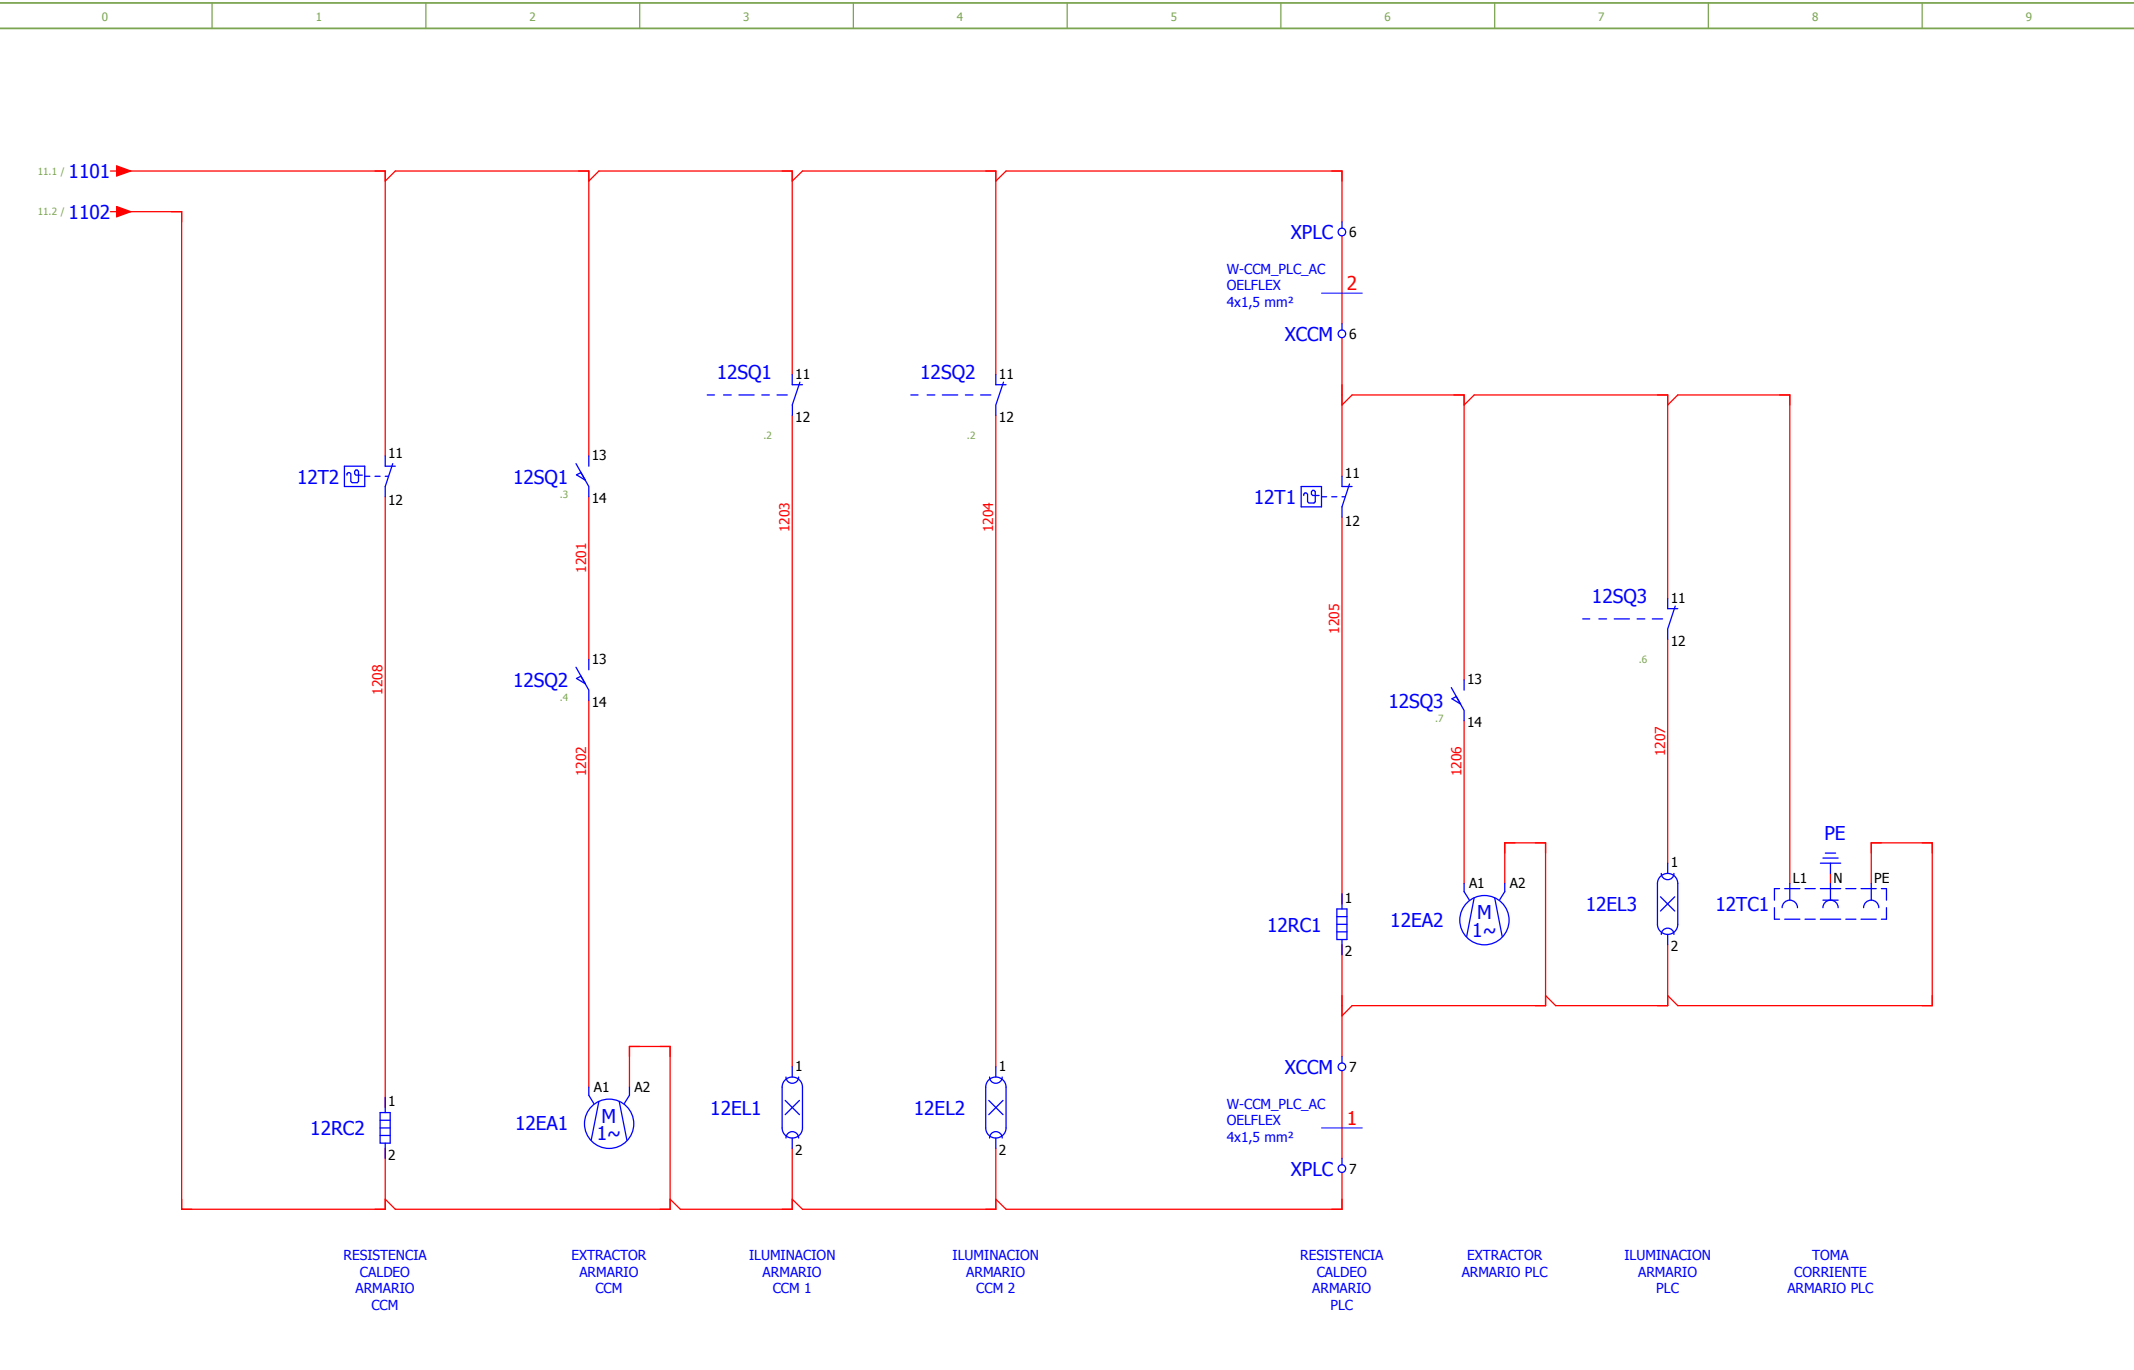 0 1 2 3 4 5 6 7 8 9
11.1 / 1101
11.2 / 1102
XPLC 6
W-CCM_PLC_AC
OELFLEX
4x1,5 mm²
2
XCCM 6
12SQ1 11
12
.2
12SQ2 11
12
.2
12T2 11
12
12SQ1 13
.3 14
1203
1204
12T1 11
12
1201
1205
12SQ3 11
12
.6
1208
12SQ2 13
.4 14
12SQ3 13
.7 14
1202
1206
1207
PE
12RC1 1
2
12EA2 A1 A2
M
1~
12EL3 1
2
12TC1 L1 N PE
XCCM 7
W-CCM_PLC_AC
OELFLEX
4x1,5 mm²
1
XPLC 7
12RC2 1
2
12EA1 A1 A2
M
1~
12EL1 1
2
12EL2 1
2
RESISTENCIA
CALDEO
ARMARIO
CCM
EXTRACTOR
ARMARIO
CCM
ILUMINACION
ARMARIO
CCM 1
ILUMINACION
ARMARIO
CCM 2
RESISTENCIA
CALDEO
ARMARIO
PLC
EXTRACTOR
ARMARIO PLC
ILUMINACION
ARMARIO
PLC
TOMA
CORRIENTE
ARMARIO PLC